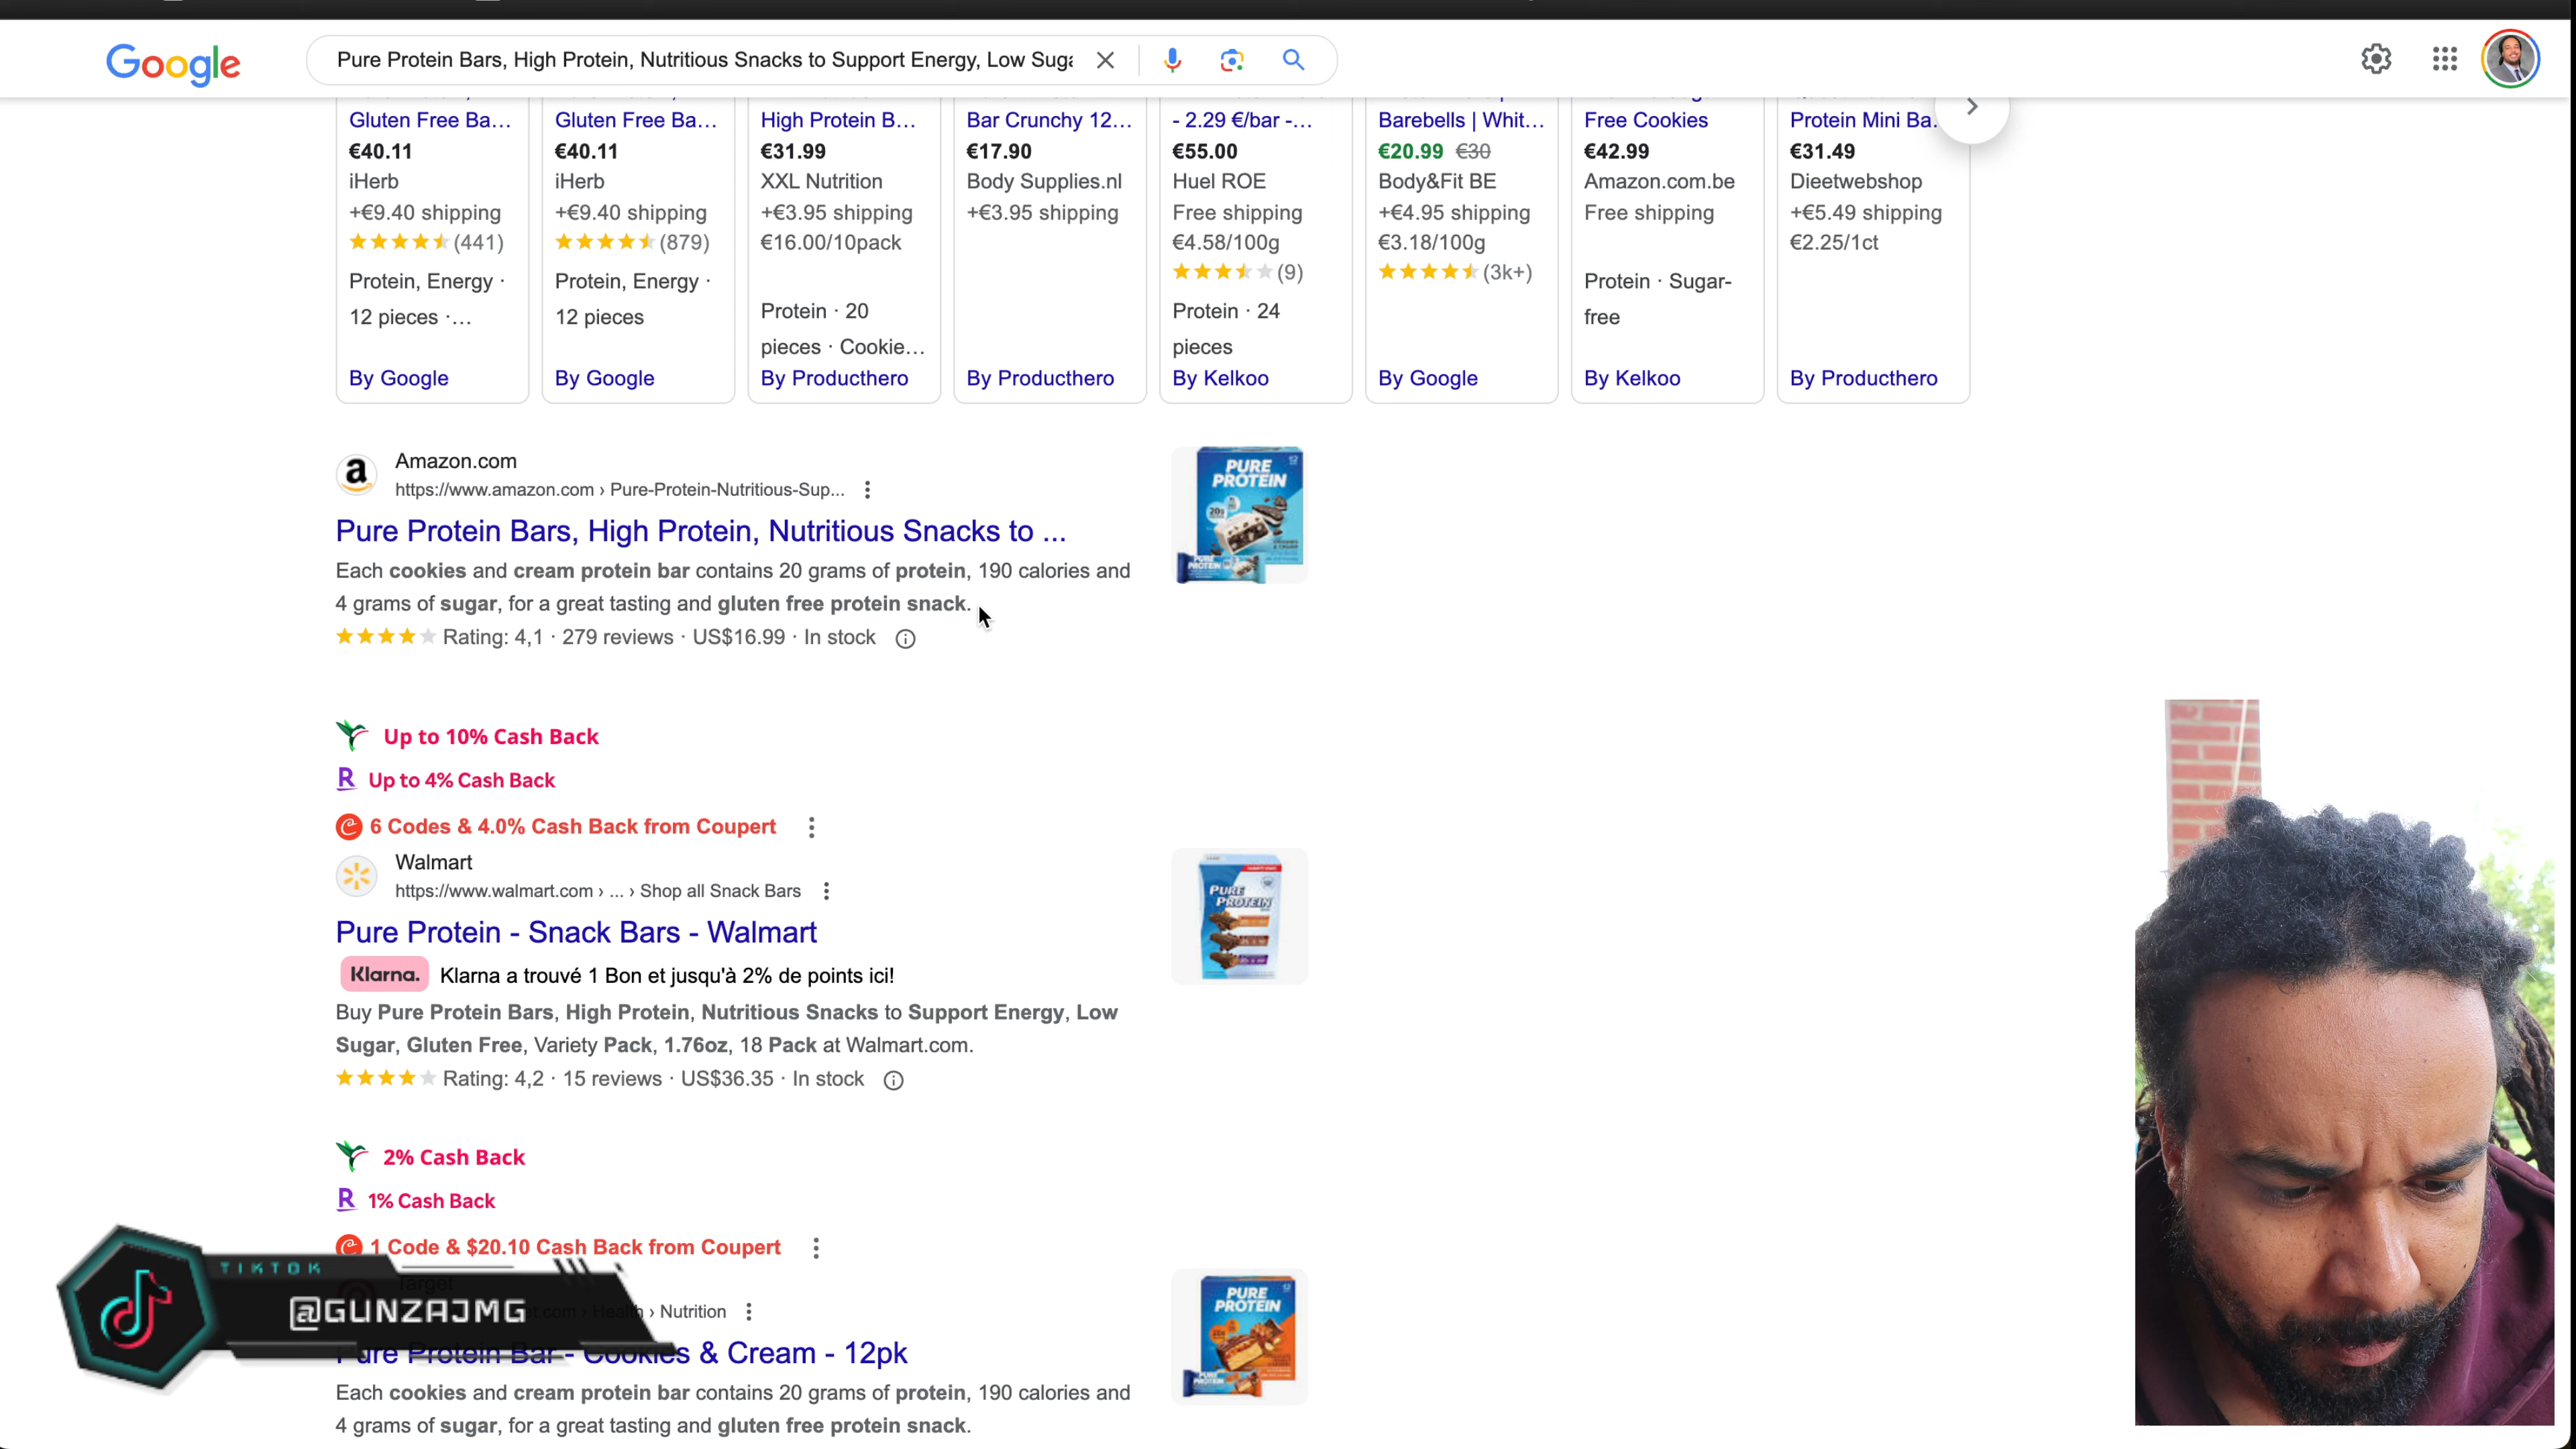 Google
Pure Protein Bars, High Protein, Nutritious Snacks to Support Energy, Low Suga
Gluten Free Ba...
€40.11
iHerb
+€9.40 shipping
(441)
Protein, Energy ·
12 pieces ·...
By Google
Gluten Free Ba...
€40.11
iHerb
+€9.40 shipping
(879)
Protein, Energy ·
12 pieces
By Google
High Protein B...
€31.99
XXL Nutrition
+€3.95 shipping
€16.00/10pack
Protein · 20
pieces · Cookie...
By Producthero
Bar Crunchy 12...
€17.90
Body Supplies.nl
+€3.95 shipping
By Producthero
- 2.29 €/bar -...
€55.00
Huel ROE
Free shipping
€4.58/100g
(9)
Protein · 24
pieces
By Kelkoo
Barebells | Whit...
€20.99 €30
Body&Fit BE
+€4.95 shipping
€3.18/100g
(3k+)
By Google
Free Cookies
€42.99
Amazon.com.be
Free shipping
Protein · Sugar-
free
By Kelkoo
Protein Mini Ba.
€31.49
Dieetwebshop
+€5.49 shipping
€2.25/1ct
By Producthero
a
Amazon.com
https://www.amazon.com › Pure-Protein-Nutritious-Sup...
Pure Protein Bars, High Protein, Nutritious Snacks to ...
Each cookies and cream protein bar contains 20 grams of protein, 190 calories and
4 grams of sugar, for a great tasting and gluten free protein snack.
Rating: 4,1 · 279 reviews · US$16.99 · In stock
PURE
PROTEIN
20g
PURE PROTEIN
Up to 10% Cash Back
R Up to 4% Cash Back
6 Codes & 4.0% Cash Back from Coupert
Walmart
https://www.walmart.com › ... › Shop all Snack Bars
Pure Protein - Snack Bars - Walmart
Klarna. Klarna a trouvé 1 Bon et jusqu'à 2% de points ici!
Buy Pure Protein Bars, High Protein, Nutritious Snacks to Support Energy, Low
Sugar, Gluten Free, Variety Pack, 1.76oz, 18 Pack at Walmart.com.
Rating: 4,2 · 15 reviews · US$36.35 · In stock
PURE
PROTEIN
2% Cash Back
R 1% Cash Back
1 Code & $20.10 Cash Back from Coupert
Target
› Health › Nutrition
Pure Protein Bar - Cookies & Cream - 12pk
Each cookies and cream protein bar contains 20 grams of protein, 190 calories and
4 grams of sugar, for a great tasting and gluten free protein snack.
PURE
PROTEIN
TIKTOK
@GUNZAJMG